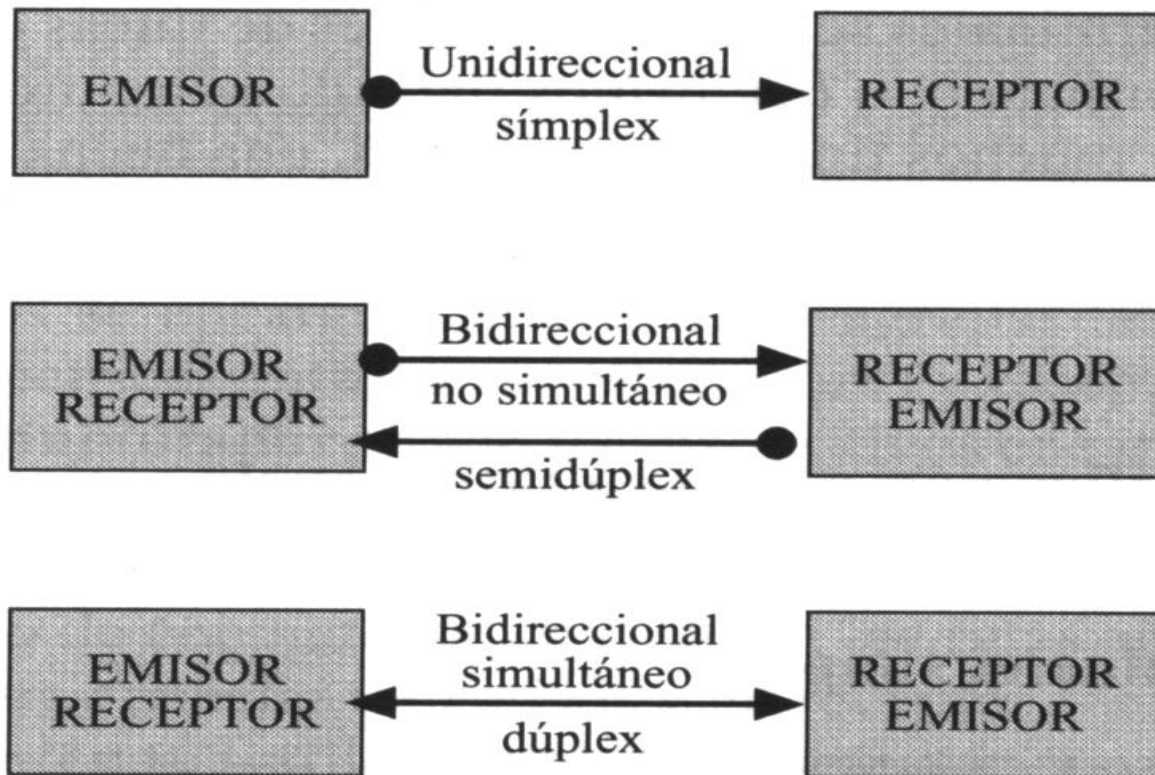 EMISOR
Unidireccional
símplex
RECEPTOR
EMISOR
RECEPTOR
Bidireccional
no simultáneo
semidúplex
RECEPTOR
EMISOR
EMISOR
RECEPTOR
Bidireccional
simultáneo
dúplex
RECEPTOR
EMISOR